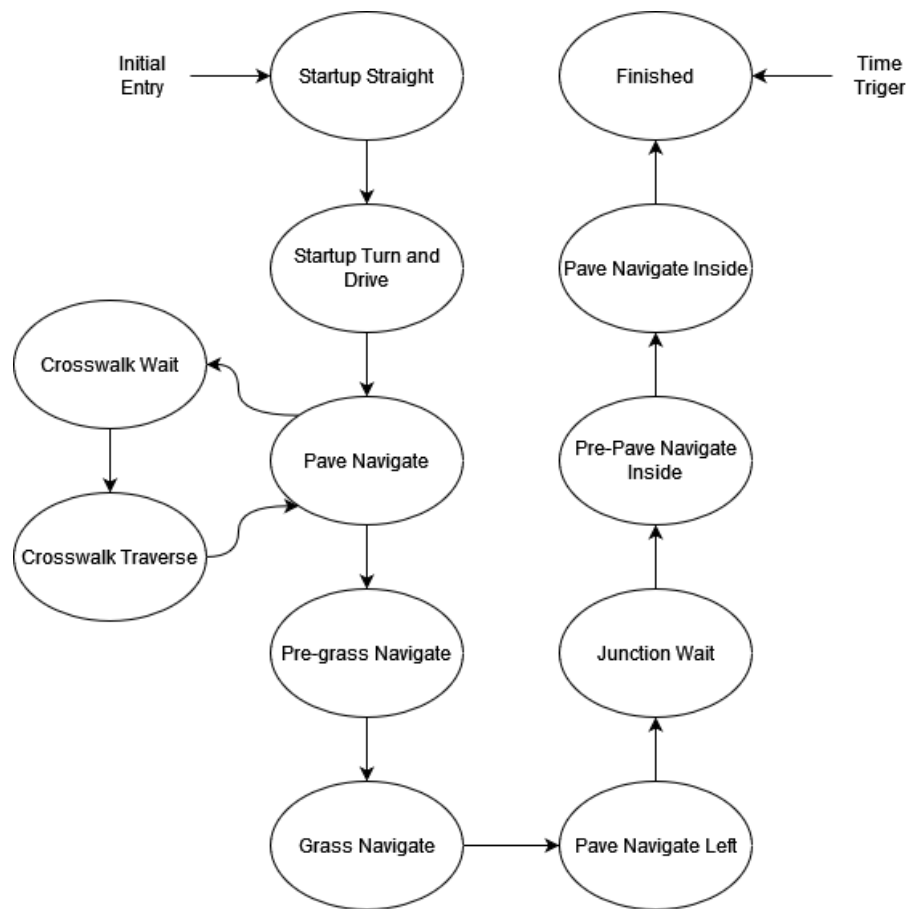 Initial
Entry
Startup Straight
Finished
Time
Triger
Startup Turn and
Drive
Pave Navigate Inside
Crosswalk Wait
Pave Navigate
Pre-Pave Navigate
Inside
Crosswalk Traverse
Pre-grass Navigate
Junction Wait
Grass Navigate
Pave Navigate Left